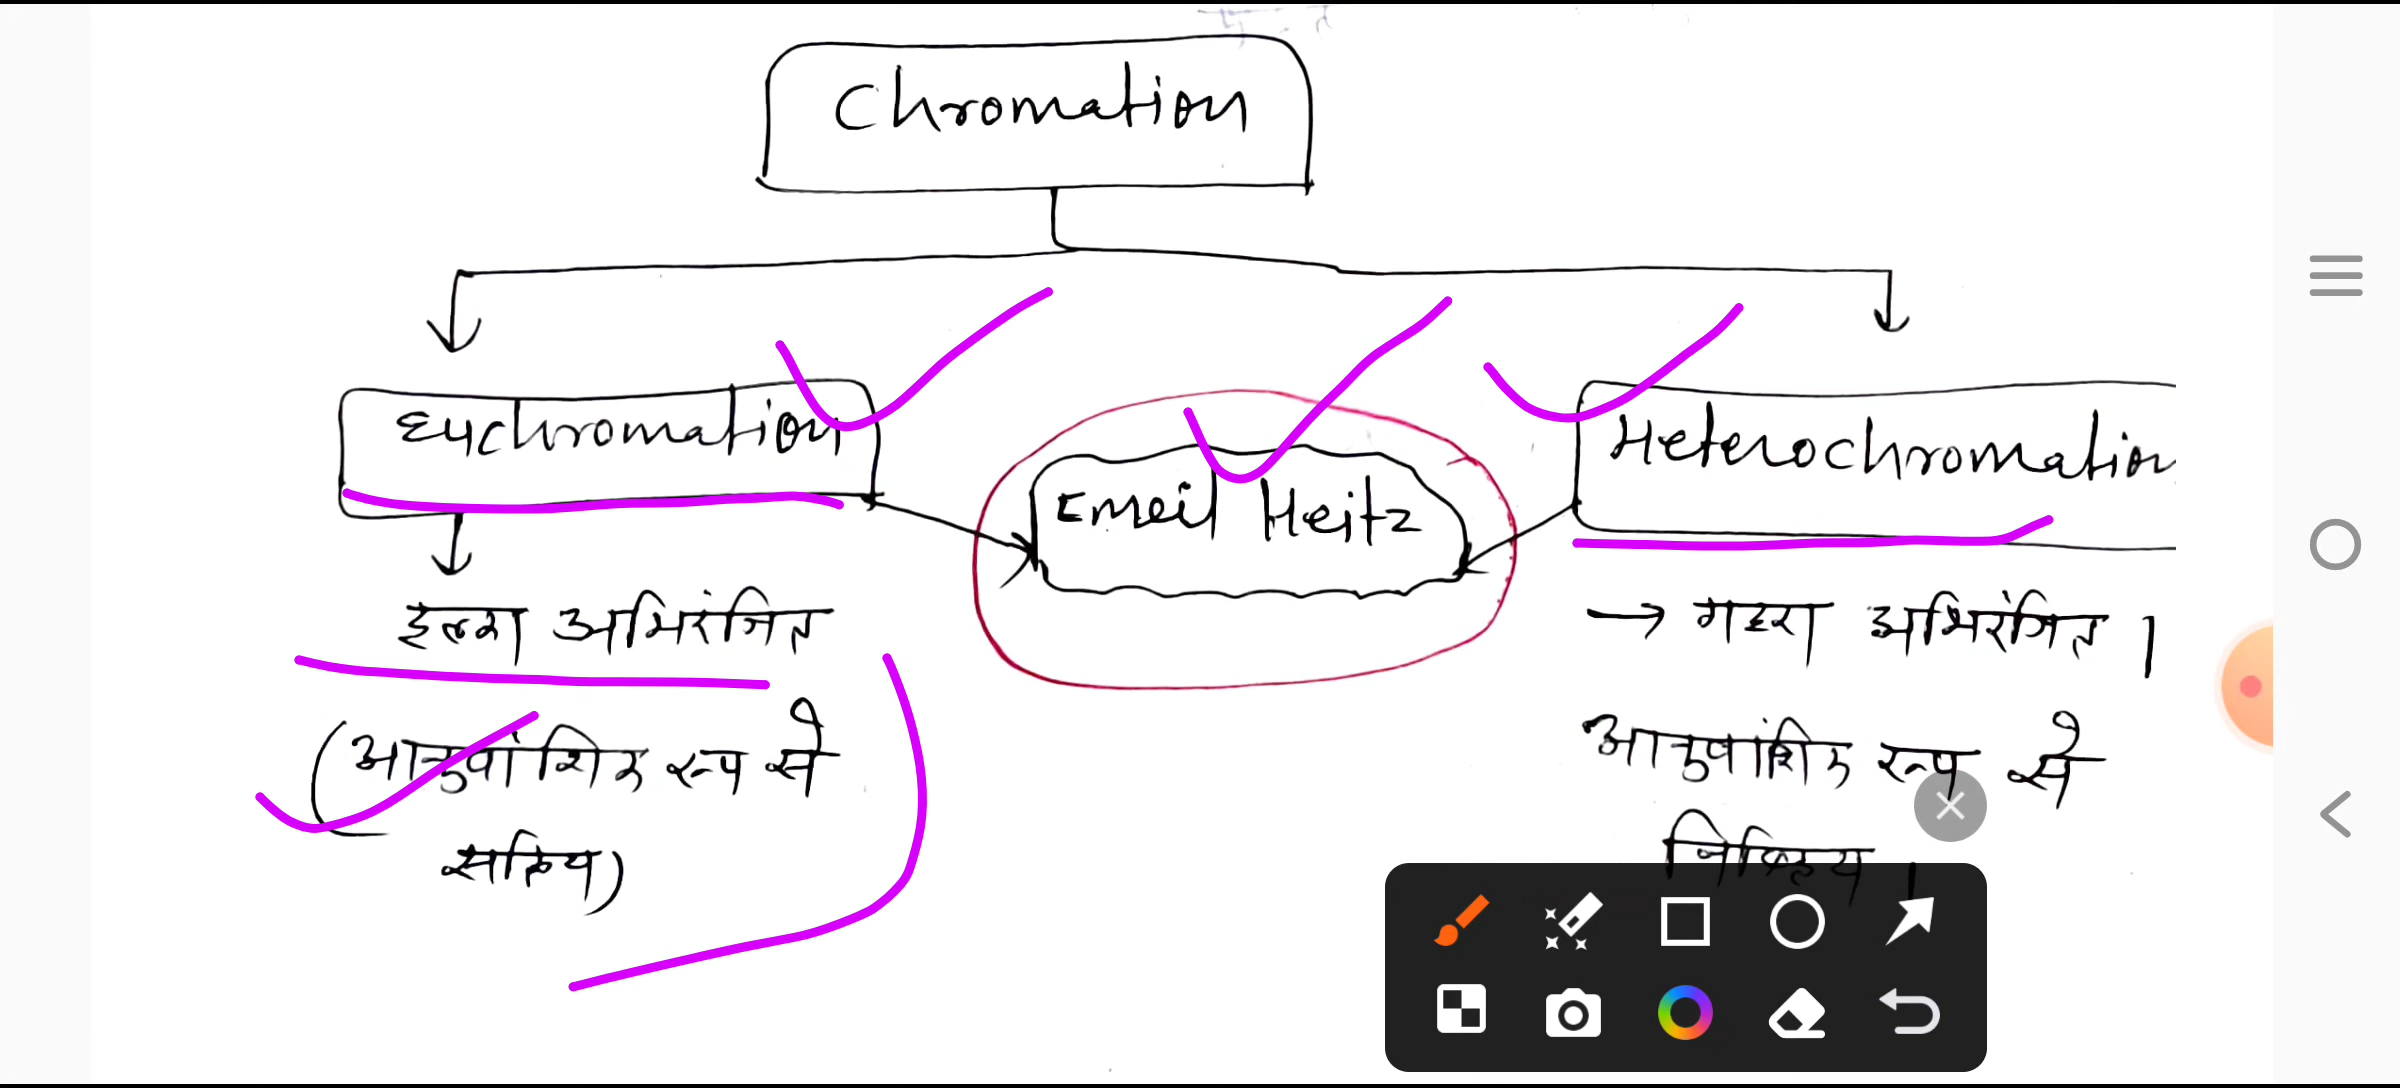 Chromation
Euchromation
Emeil Heitz
Heterochromation
हल्का अभिरंजित
(आनुवांशिक रूप से
सक्रिय)
→ गहरा अभिरंजित ।
आनुवांशिक रूप से
निष्क्रिय ।